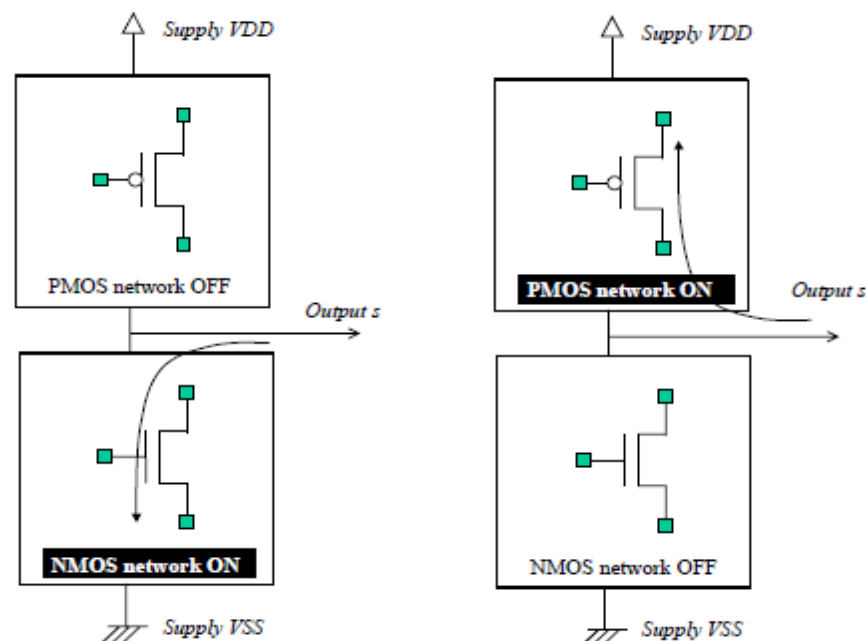 Supply VDD
PMOS network OFF
Output s
NMOS network ON
Supply VSS
Supply VDD
PMOS network ON
Output s
NMOS network OFF
Supply VSS